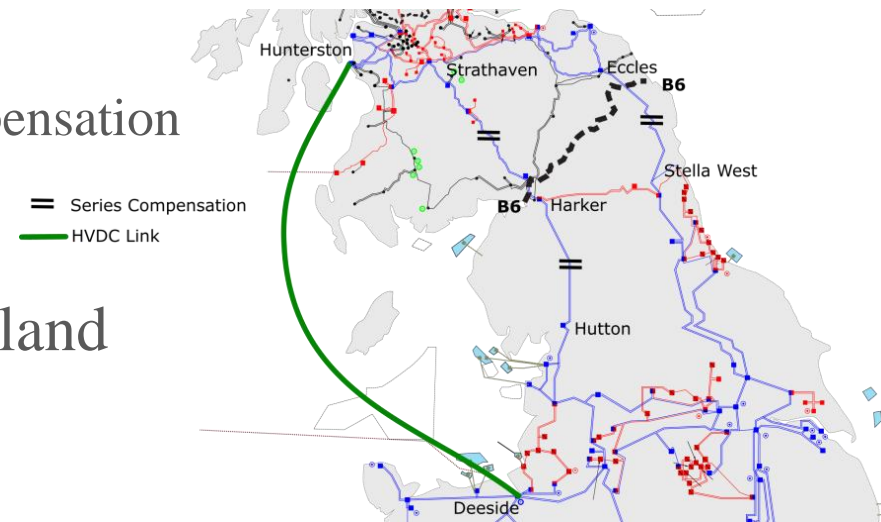 Hunterston
Strathaven
Eccles
B6
pensation
Stella West
Series Compensation
B6
Harker
HVDC Link
land
Hutton
Deeside